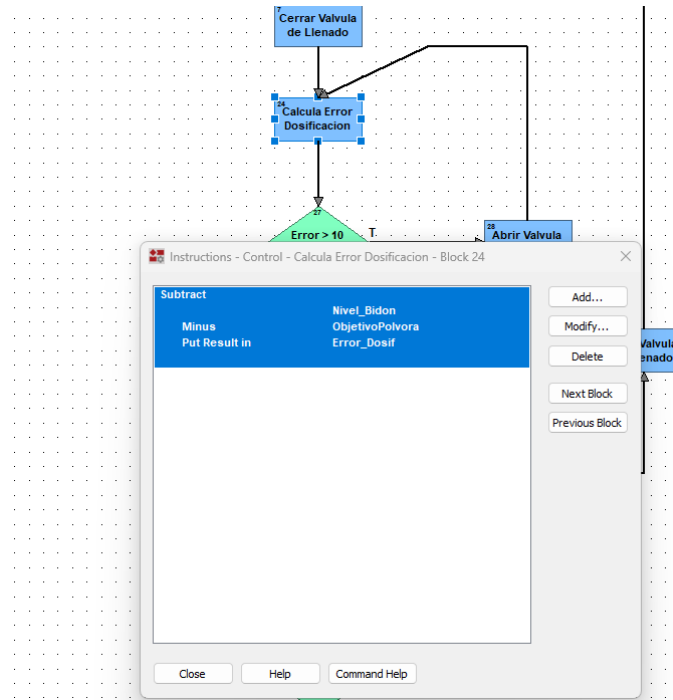 7
Cerrar Valvula
de Llenado
24
Calcula Error
Dosificacion
27
Error > 10
T
28
Abrir Valvula
Instructions - Control - Calcula Error Dosificacion - Block 24
Subtract
Nivel_Bidon
Minus ObjetivoPolvora
Put Result in Error_Dosif
Add...
Modify...
Delete
Next Block
Previous Block
Valvula
enado
Close Help Command Help